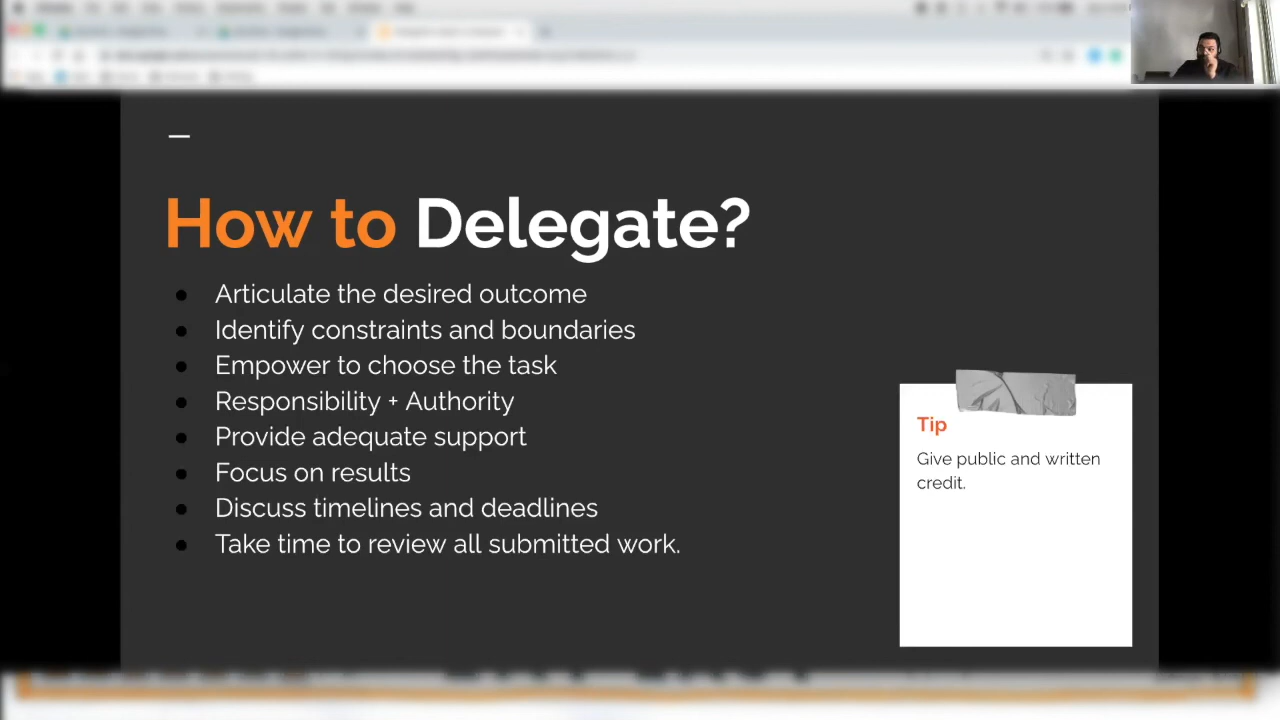 How to Delegate?
Articulate the desired outcome
Identify constraints and boundaries
Empower to choose the task
Responsibility + Authority
Provide adequate support
Focus on results
Discuss timelines and deadlines
Take time to review all submitted work.
Tip
Give public and written
credit.